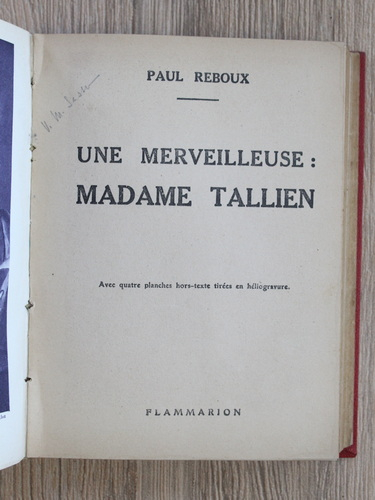 PAUL REBOUX
UNE MERVEILLEUSE :
MADAME TALLIEN
Avec quatre planches hors-texte tirées en héliogravure.
FLAMMARION